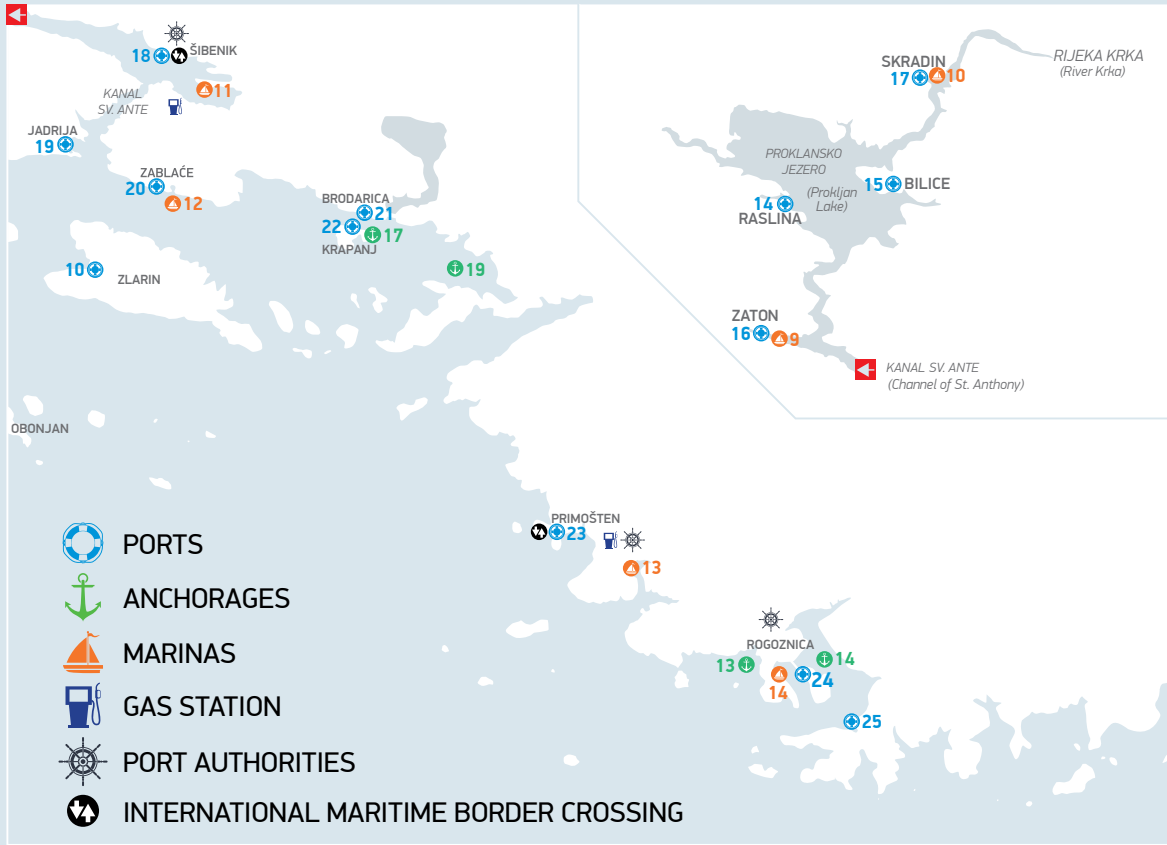 ŠIBENIK
18
11
KANAL
SV. ANTE
JADRIJA
19
ZABLAĆE
20
12
BRODARICA
21
22
17
KRAPANJ
19
10
ZLARIN
OBONJAN
SKRADIN
17
10
RIJEKA KRKA
(River Krka)
PROKLANSKO
JEZERO
(Prokljan
Lake)
15 BILICE
14
RASLINA
ZATON
16
9
KANAL SV. ANTE
(Channel of St. Anthony)
PRIMOŠTEN
23
13
ROGOZNICA
13
14
14
24
25
PORTS
ANCHORAGES
MARINAS
GAS STATION
PORT AUTHORITIES
INTERNATIONAL MARITIME BORDER CROSSING